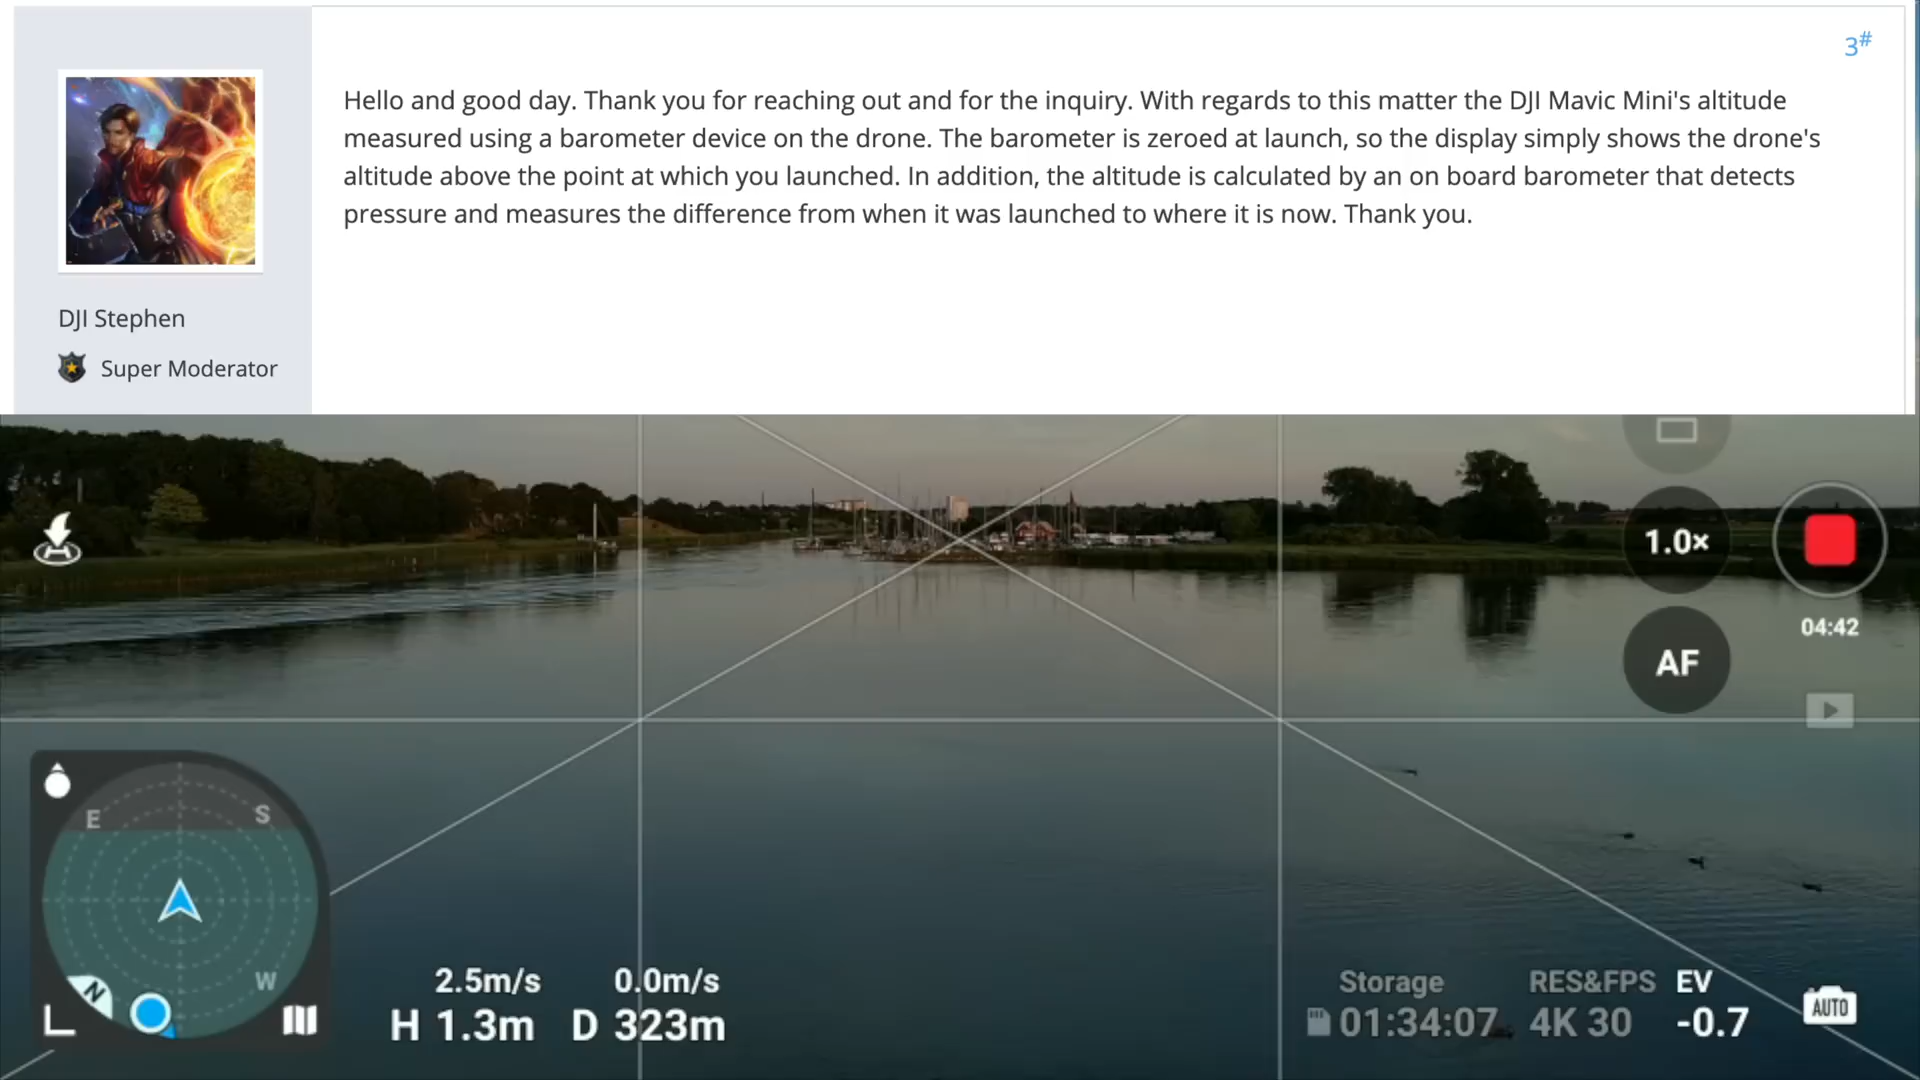 3#
Hello and good day. Thank you for reaching out and for the inquiry. With regards to this matter the DJI Mavic Mini's altitude
measured using a barometer device on the drone. The barometer is zeroed at launch, so the display simply shows the drone's
altitude above the point at which you launched. In addition, the altitude is calculated by an on board barometer that detects
pressure and measures the difference from when it was launched to where it is now. Thank you.
DJI Stephen
Super Moderator
1.0×
04:42
AF
E S
W
N
2.5m/s 0.0m/s
H 1.3m D 323m
Storage RES&FPS EV
01:34:07 4K 30 -0.7
AUTO